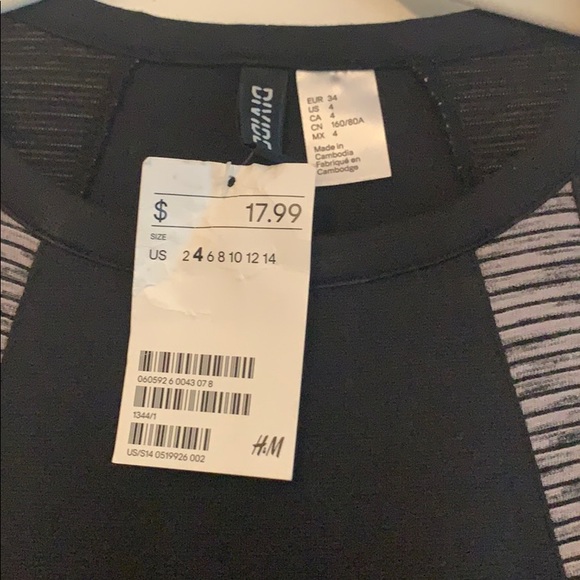 DIVIDED
EUR 34
US 4
CA 4
CN 160/80A
MX 4
Made in
Cambodia
Fabriqué en
Cambodge
$ 17.99
SIZE
US 2 4 6 8 10 12 14
060592 6 0043 07 8
1344/1
US/S14 0519926 002
H&M